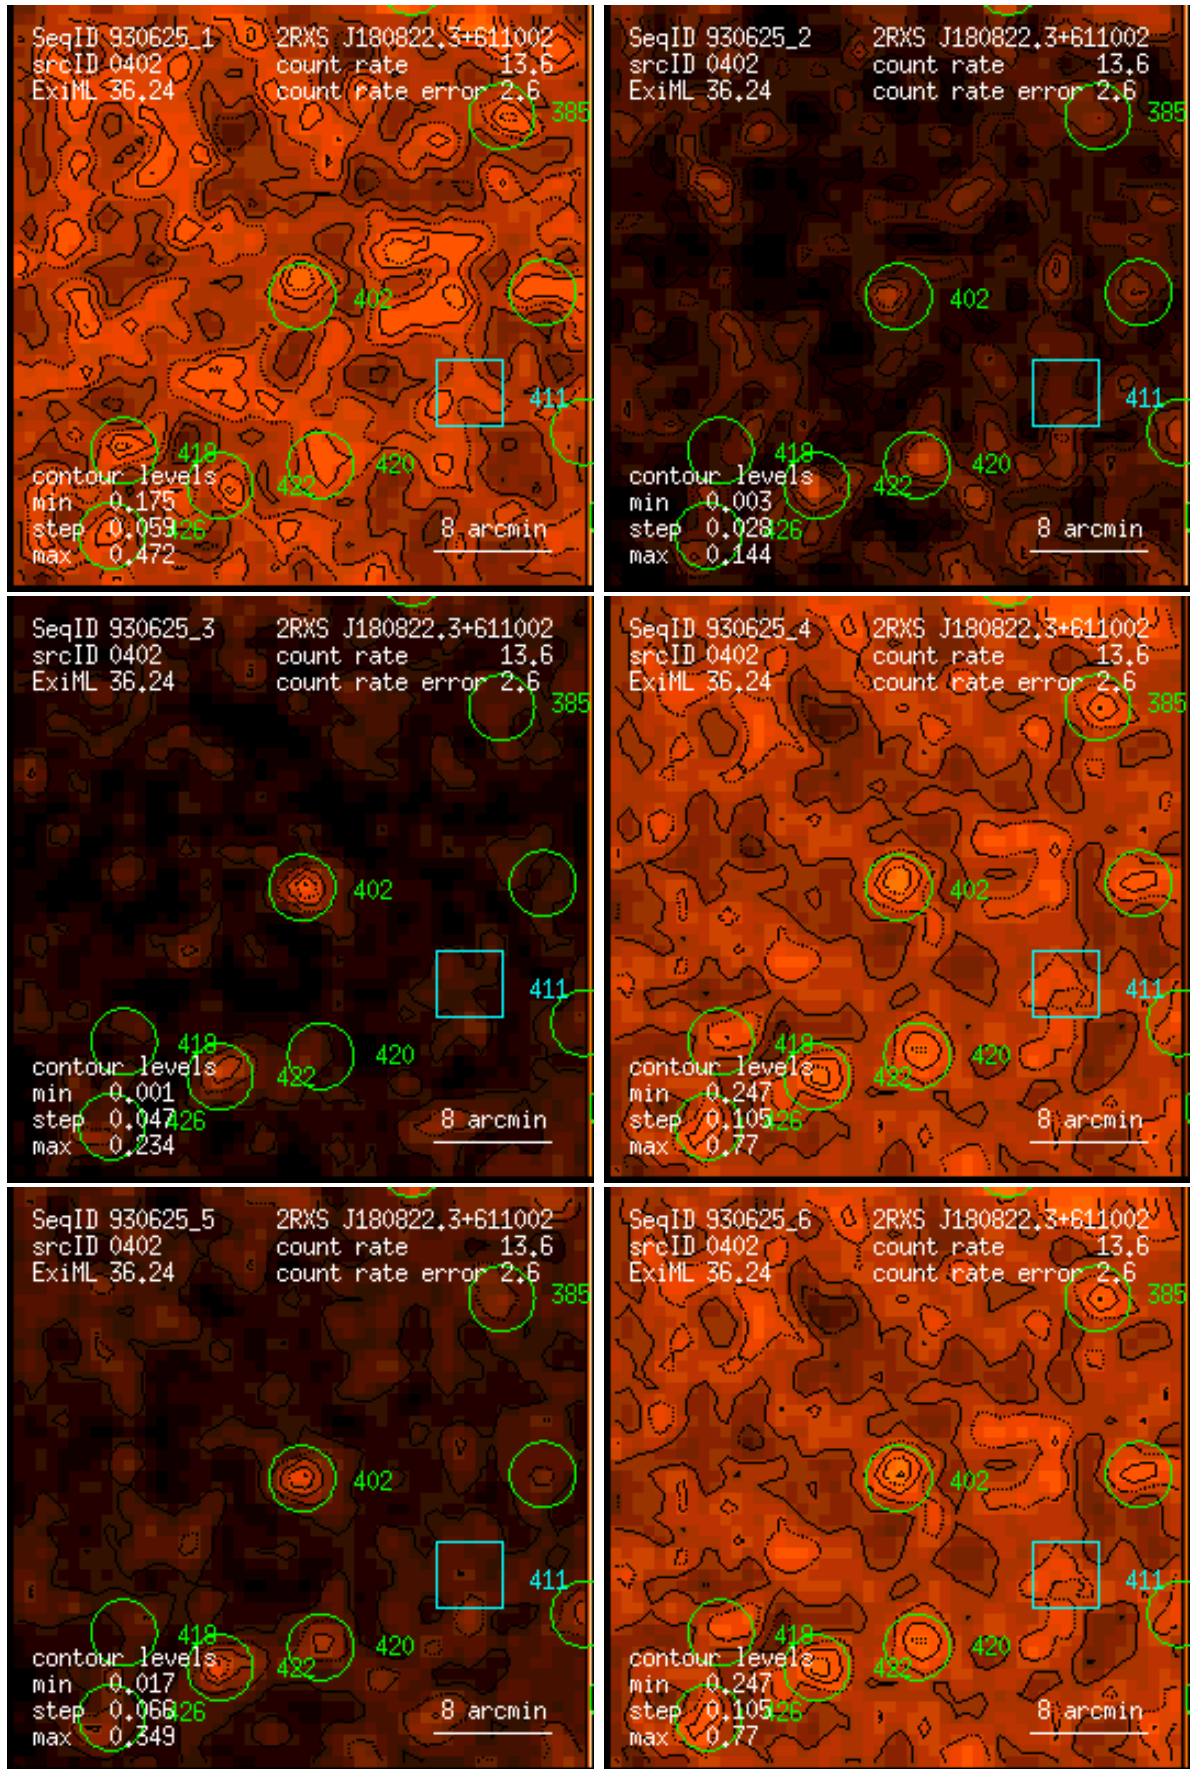 SeqID 930625_1 2RXS J180822.3+611002
srcID 0402 count rate 13.6
ExiML 36.24 count rate error 2.6
385
402
411
418
420
contour levels
422
min 0.175
step 0.059
426
8 arcmin
max 0.472
SeqID 930625_2 2RXS J180822.3+611002
srcID 0402 count rate 13.6
ExiML 36.24 count rate error 2.6
385
402
411
418
420
contour levels
422
min 0.003
step 0.028
426
8 arcmin
max 0.144
SeqID 930625_3 2RXS J180822.3+611002
srcID 0402 count rate 13.6
ExiML 36.24 count rate error 2.6
385
402
411
418
420
contour levels
422
min 0.001
step 0.047
426
8 arcmin
max 0.234
SeqID 930625_4 2RXS J180822.3+611002
srcID 0402 count rate 13.6
ExiML 36.24 count rate error 2.6
385
402
411
418
420
contour levels
422
min 0.247
step 0.105
426
8 arcmin
max 0.77
SeqID 930625_5 2RXS J180822.3+611002
srcID 0402 count rate 13.6
ExiML 36.24 count rate error 2.6
385
402
411
418
420
contour levels
422
min 0.017
step 0.066
426
8 arcmin
max 0.349
SeqID 930625_6 2RXS J180822.3+611002
srcID 0402 count rate 13.6
ExiML 36.24 count rate error 2.6
385
402
411
418
420
contour levels
422
min 0.247
step 0.105
426
8 arcmin
max 0.77